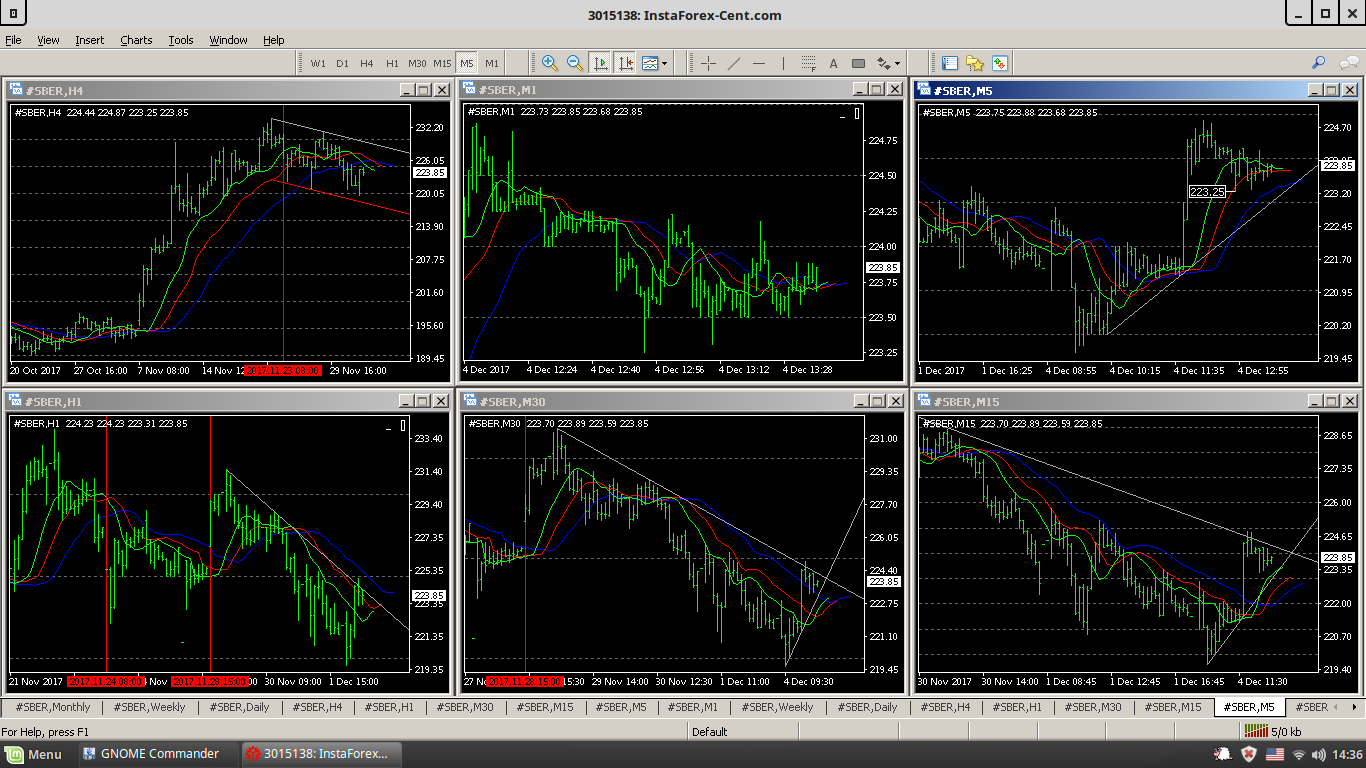 3015138: InstaForex-Cent.com
File View Insert Charts Tools Window Help
W1 D1 H4 H1 M30 M15 M5 M1
A
#SBER,H4
#SBER,H4 224.44 224.87 223.25 223.85
232.20
226.05
223.85
220.05
213.90
207.75
201.60
195.60
189.45
20 Oct 2017 27 Oct 16:00 7 Nov 08:00 14 Nov 12 2017.11.23 08:00 29 Nov 16:00
#SBER,M1
#SBER,M1 223.73 223.85 223.68 223.85
224.75
224.50
224.25
224.00
223.85
223.75
223.50
223.25
4 Dec 2017 4 Dec 12:24 4 Dec 12:40 4 Dec 12:56 4 Dec 13:12 4 Dec 13:28
#SBER,M5
#SBER,M5 223.75 223.88 223.68 223.85
224.70
223.85
223.25
223.20
222.45
221.70
220.95
220.20
219.45
1 Dec 2017 1 Dec 16:25 4 Dec 08:55 4 Dec 10:15 4 Dec 11:35 4 Dec 12:55
#SBER,H1
#SBER,H1 224.23 224.23 223.31 223.85
233.40
231.40
229.40
227.35
225.35
223.85
223.35
221.35
219.35
21 Nov 2017 2017.11.24 08:00 Nov 2017.11.28 15:00 30 Nov 09:00 1 Dec 15:00
#SBER,M30
#SBER,M30 223.70 223.89 223.59 223.85
231.00
229.35
227.70
226.05
224.40
223.85
222.75
221.10
219.45
27 No 2017.11.28 15:00 15:30 29 Nov 14:00 30 Nov 12:30 1 Dec 11:00 4 Dec 09:30
#SBER,M15
#SBER,M15 223.70 223.89 223.59 223.85
228.65
227.35
226.00
224.65
223.85
223.35
222.00
220.70
219.40
30 Nov 2017 30 Nov 14:00 1 Dec 08:45 1 Dec 12:45 1 Dec 16:45 4 Dec 11:30
#SBER,Monthly #SBER,Weekly #SBER,Daily #SBER,H4 #SBER,H1 #SBER,M30 #SBER,M15 #SBER,M5 #SBER,M1 #SBER,Weekly #SBER,Daily #SBER,H4 #SBER,H1 #SBER,M30 #SBER,M15 #SBER,M5 #SBER
For Help, press F1 Default 5/0 kb
Menu GNOME Commander 3015138: InstaForex... 14:36